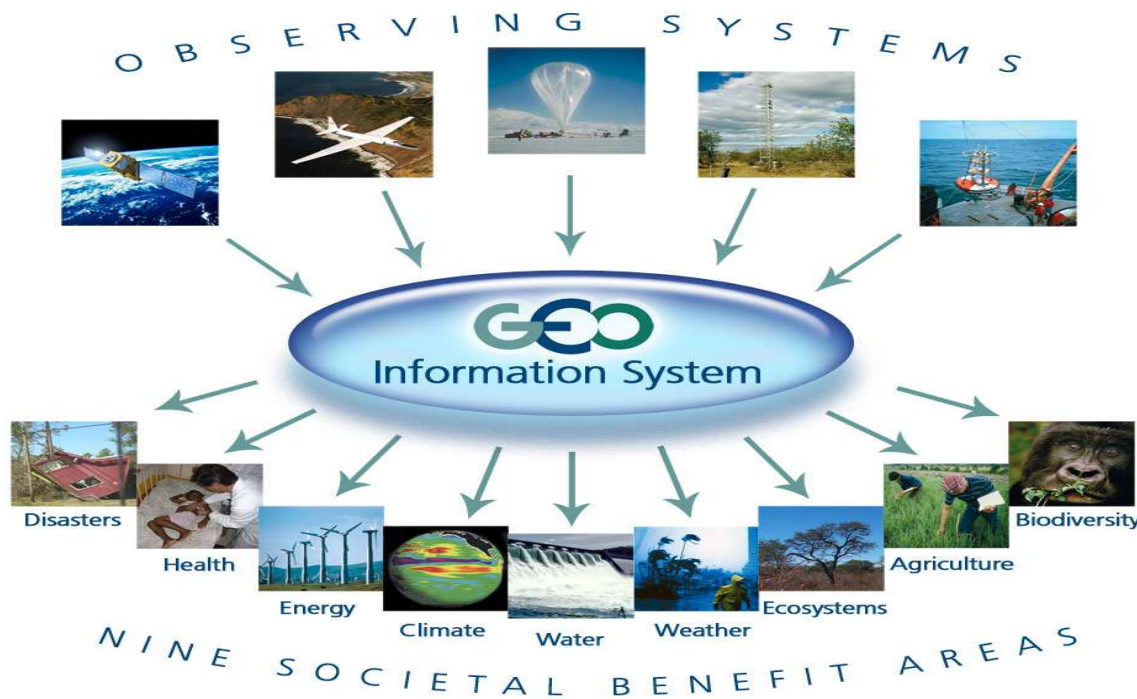 OBSERVING SYSTEMS
GEO
Information System
Disasters
Health
Energy
Climate
Water
Weather
Ecosystems
Agriculture
Biodiversity
NINE SOCIETAL BENEFIT AREAS